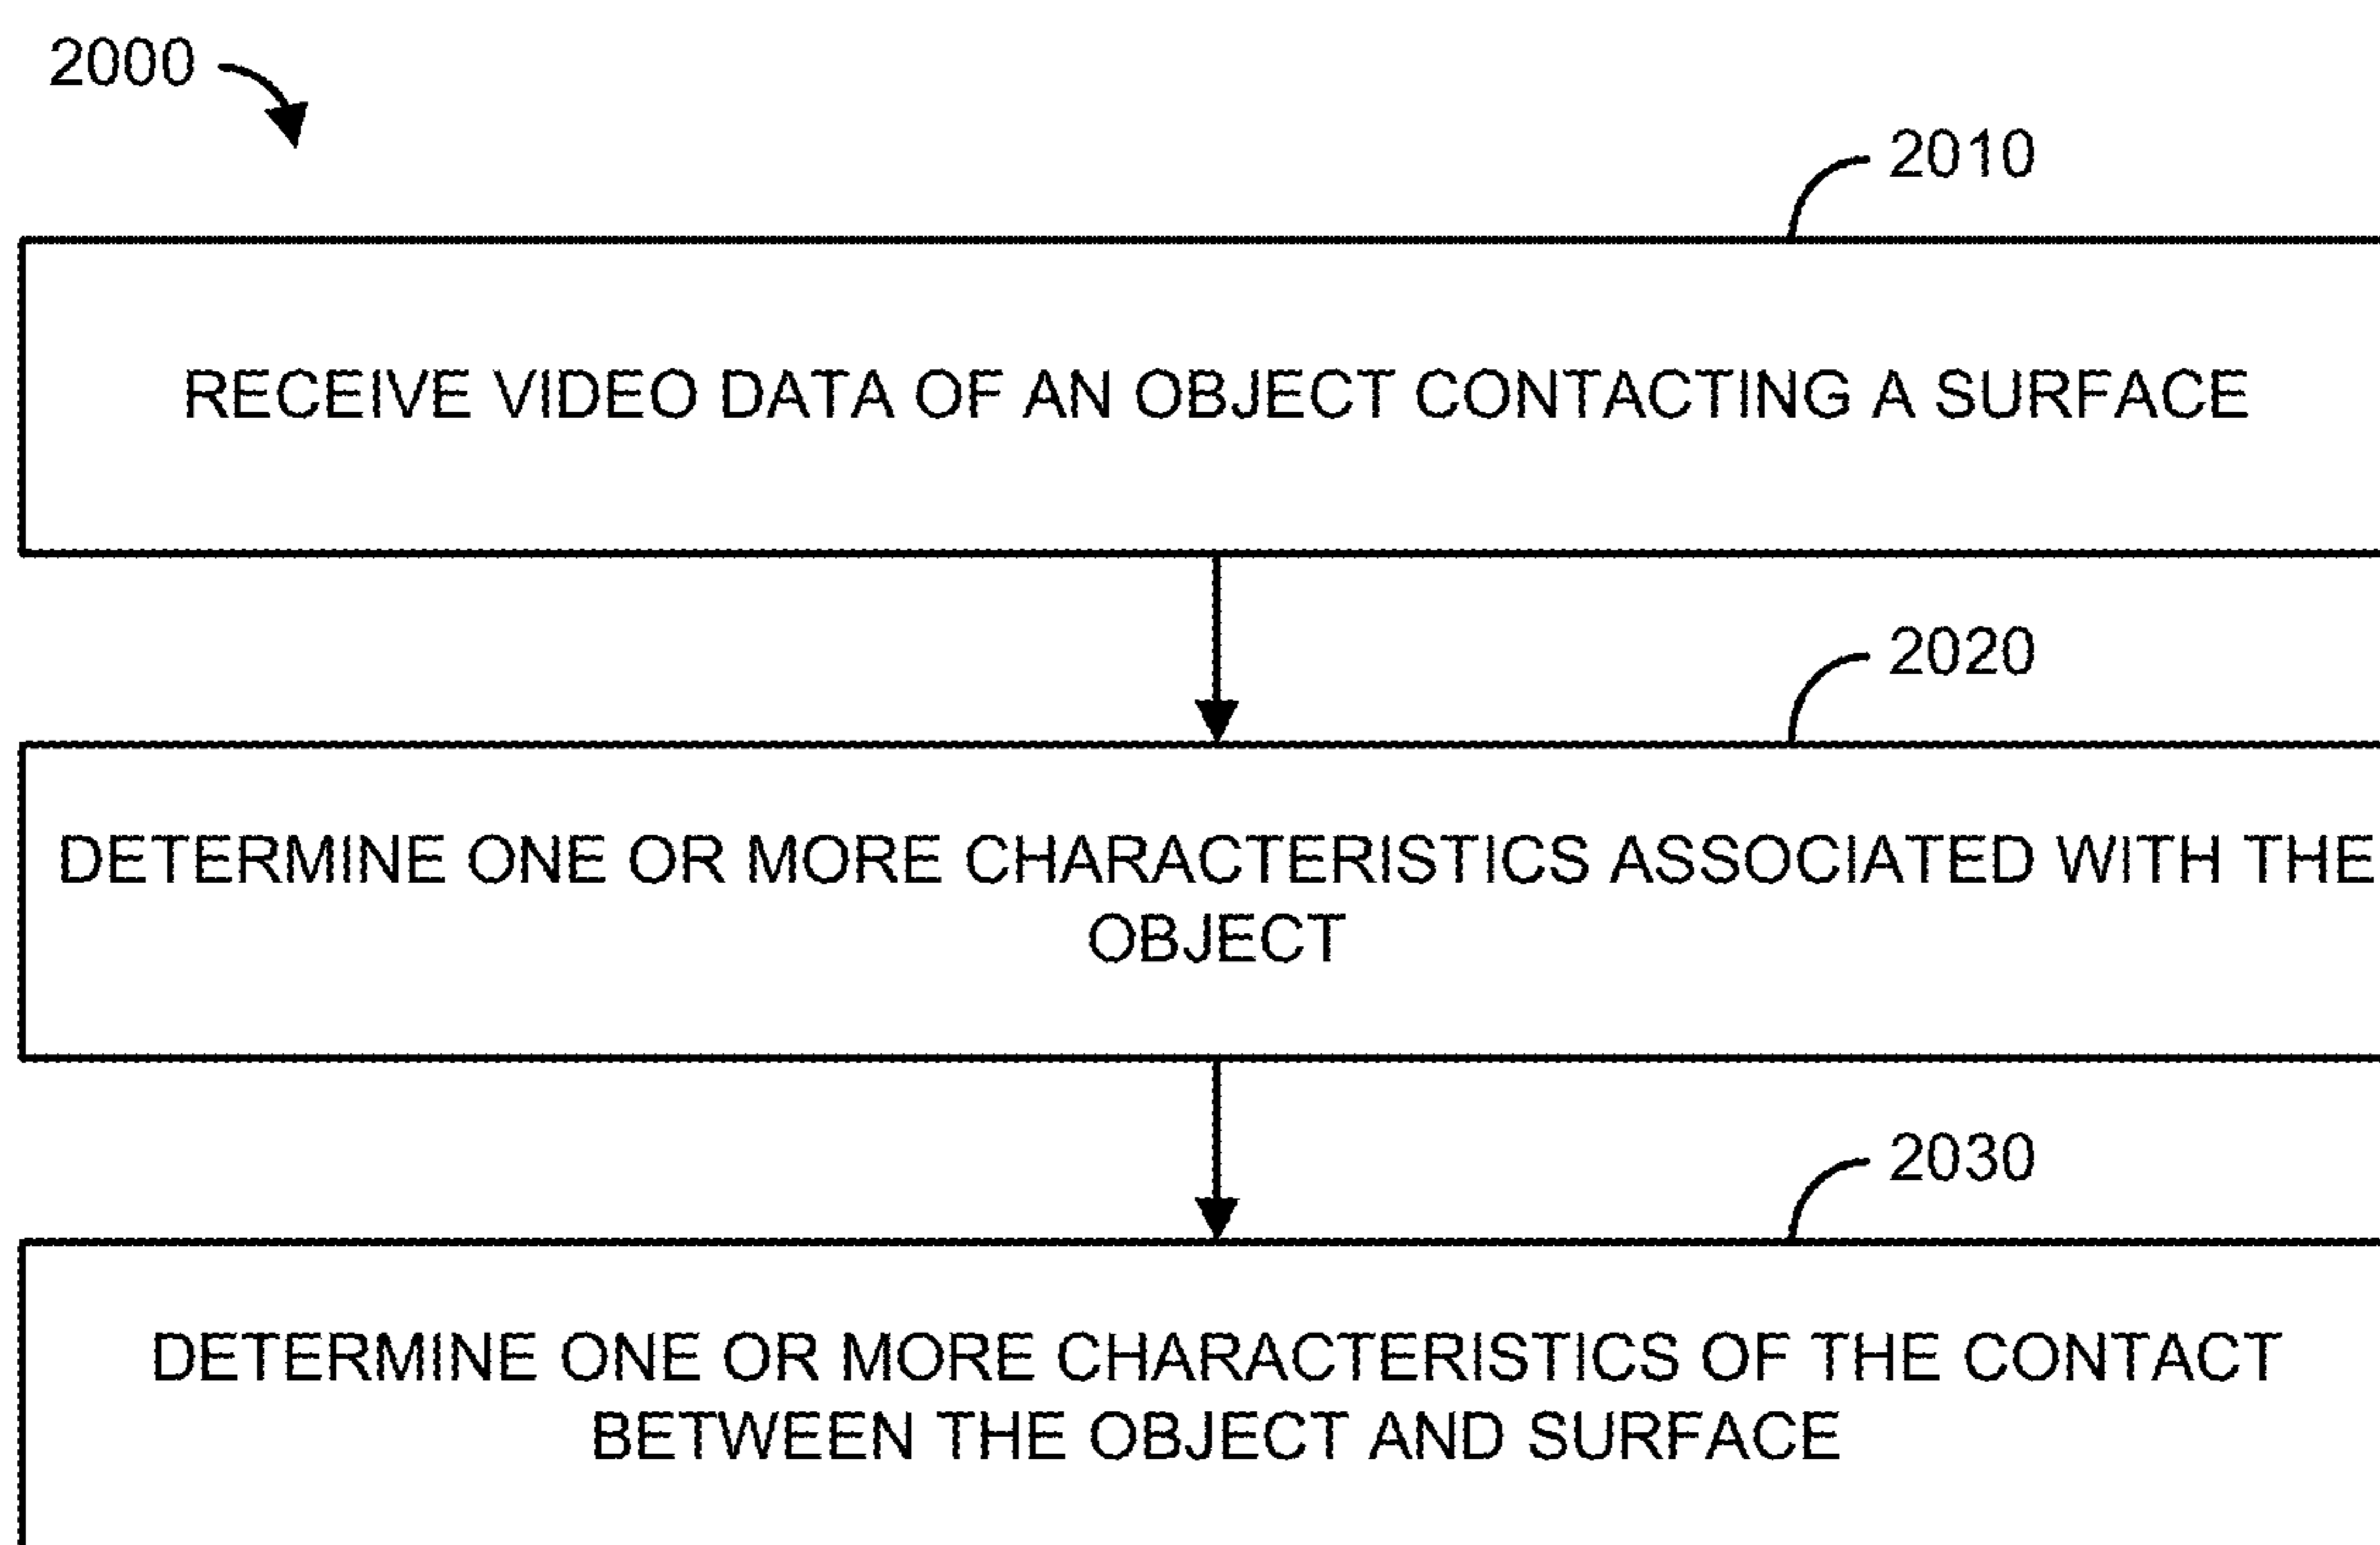 2000
2010
RECEIVE VIDEO DATA OF AN OBJECT CONTACTING A SURFACE
2020
DETERMINE ONE OR MORE CHARACTERISTICS ASSOCIATED WITH THE
OBJECT
2030
DETERMINE ONE OR MORE CHARACTERISTICS OF THE CONTACT
BETWEEN THE OBJECT AND SURFACE